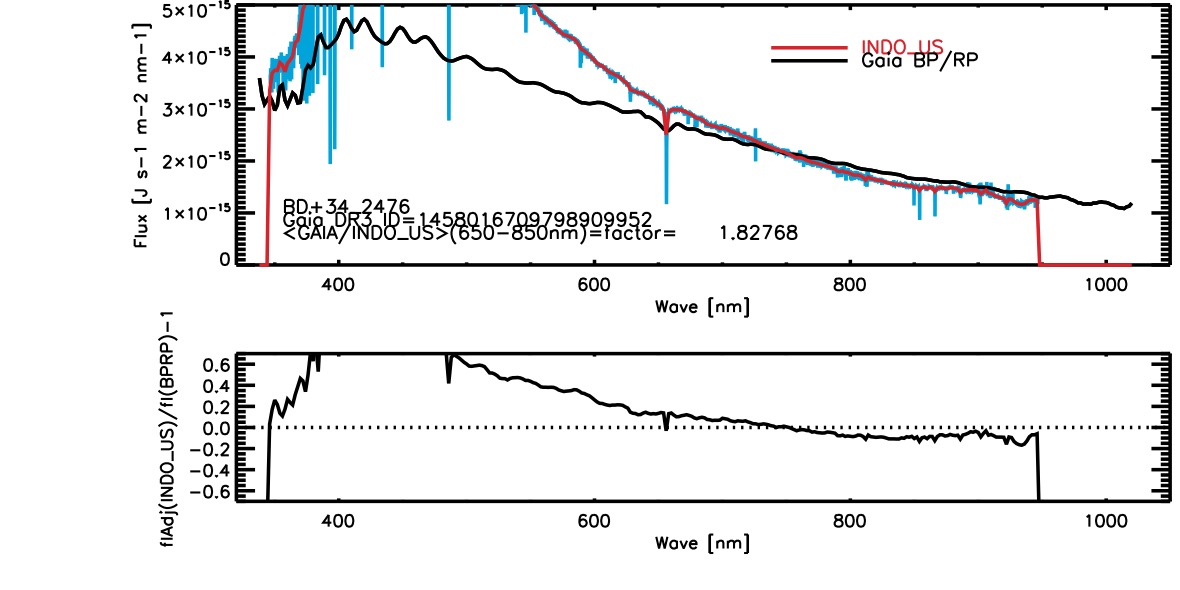 5×10−15
4×10−15
3×10−15
2×10−15
1×10−15
0
Flux [J s−1 m−2 nm−1]
INDO_US
Gaia BP/RP
BD+34_2476
Gaia DR3 ID=1458016709798909952
<GAIA/INDO_US>(650−850nm)=factor= 1.82768
400 600 800 1000
Wave [nm]
flAdj(INDO_US)/fl(BPRP)−1
0.6
0.4
0.2
0.0
−0.2
−0.4
−0.6
400 600 800 1000
Wave [nm]